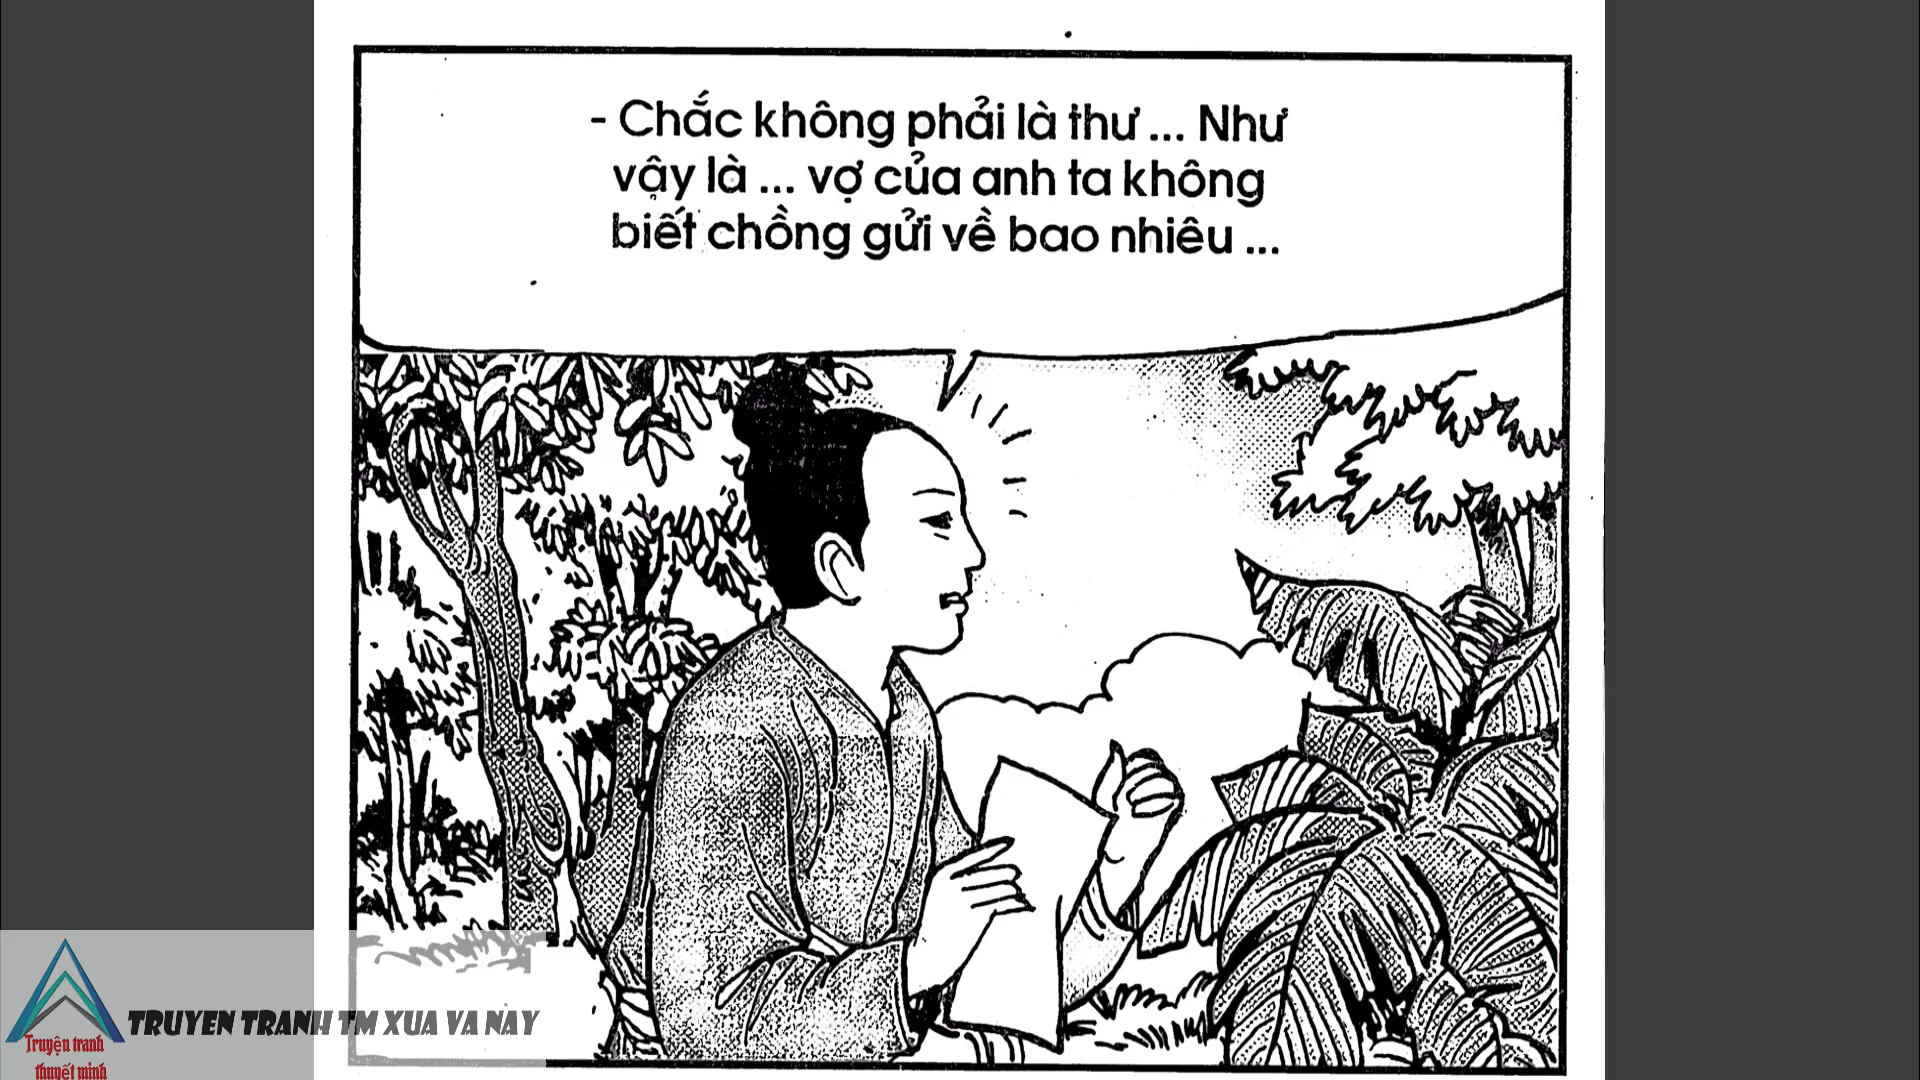 - Chắc không phải là thư ... Như
vậy là ... vợ của anh ta không
biết chồng gửi về bao nhiêu ...
TRUYEN TRANH TM XUA VA NAY
Truyện tranh
thuyết minh